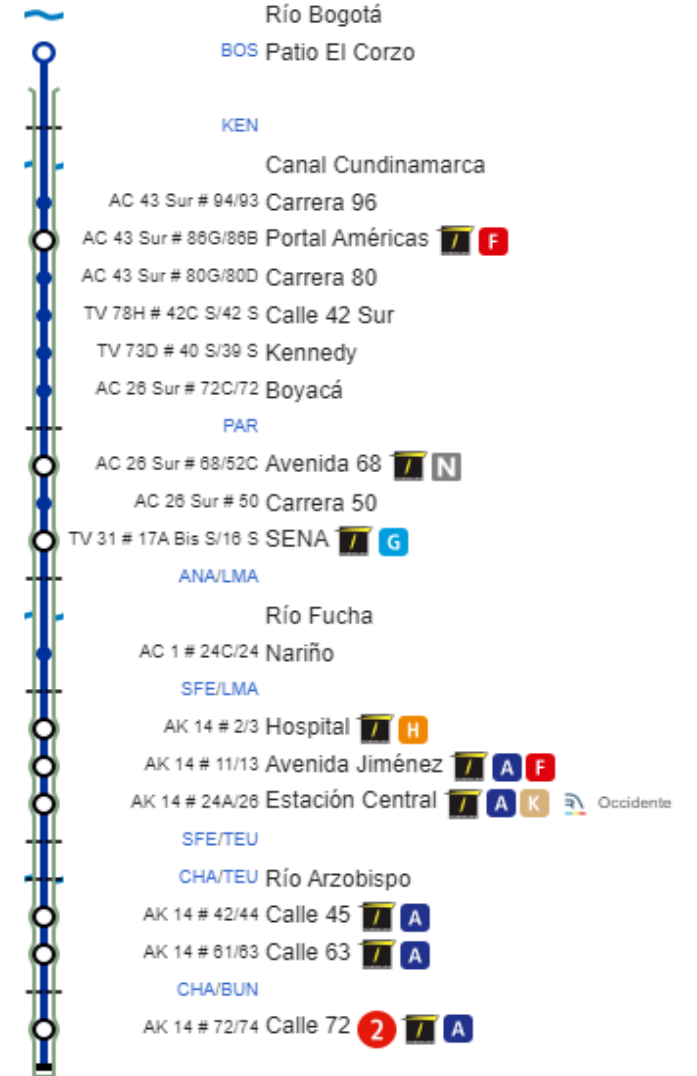 Río Bogotá
BOS Patio El Corzo
KEN
Canal Cundinamarca
AC 43 Sur # 94/93 Carrera 96
AC 43 Sur # 86G/86B Portal Américas F
AC 43 Sur # 80G/80D Carrera 80
TV 78H # 42C S/42 S Calle 42 Sur
TV 73D # 40 S/39 S Kennedy
AC 26 Sur # 72C/72 Boyacá
PAR
AC 26 Sur # 68/52C Avenida 68 N
AC 26 Sur # 50 Carrera 50
TV 31 # 17A Bis S/16 S SENA G
ANA/LMA
Río Fucha
AC 1 # 24C/24 Nariño
SFE/LMA
AK 14 # 2/3 Hospital H
AK 14 # 11/13 Avenida Jiménez A F
AK 14 # 24A/26 Estación Central A K Occidente
SFE/TEU
CHA/TEU Río Arzobispo
AK 14 # 42/44 Calle 45 A
AK 14 # 61/63 Calle 63 A
CHA/BUN
AK 14 # 72/74 Calle 72 2 A